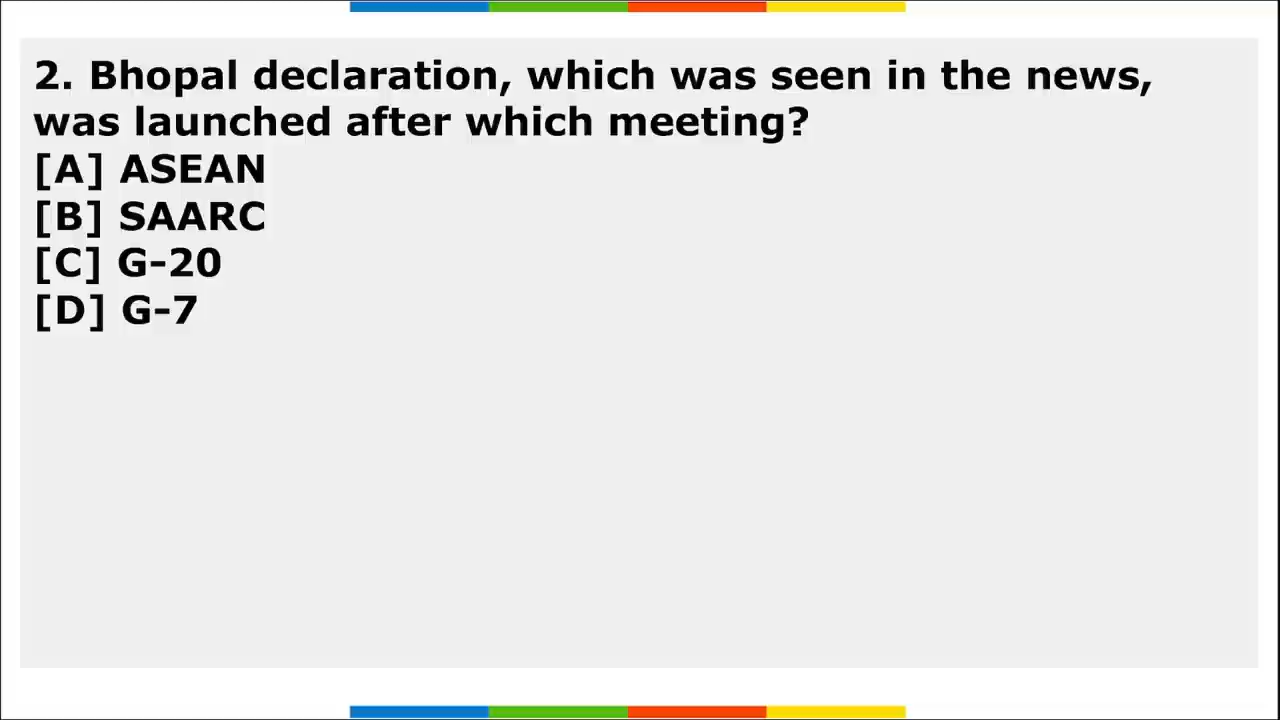 2. Bhopal declaration, which was seen in the news,
was launched after which meeting?
[A] ASEAN
[B] SAARC
[C] G-20
[D] G-7